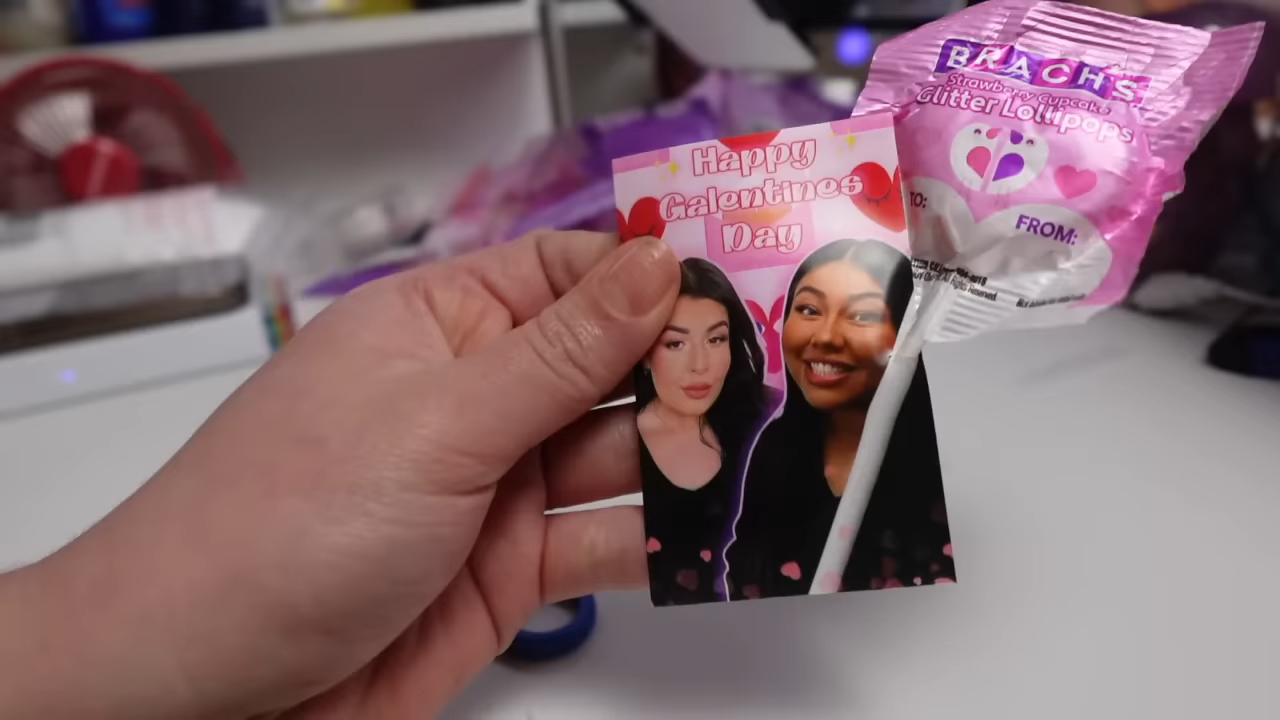 Happy
Galentines
Day
BRACH'S
Strawberry Cupcake
Glitter Lollipops
TO:
FROM: